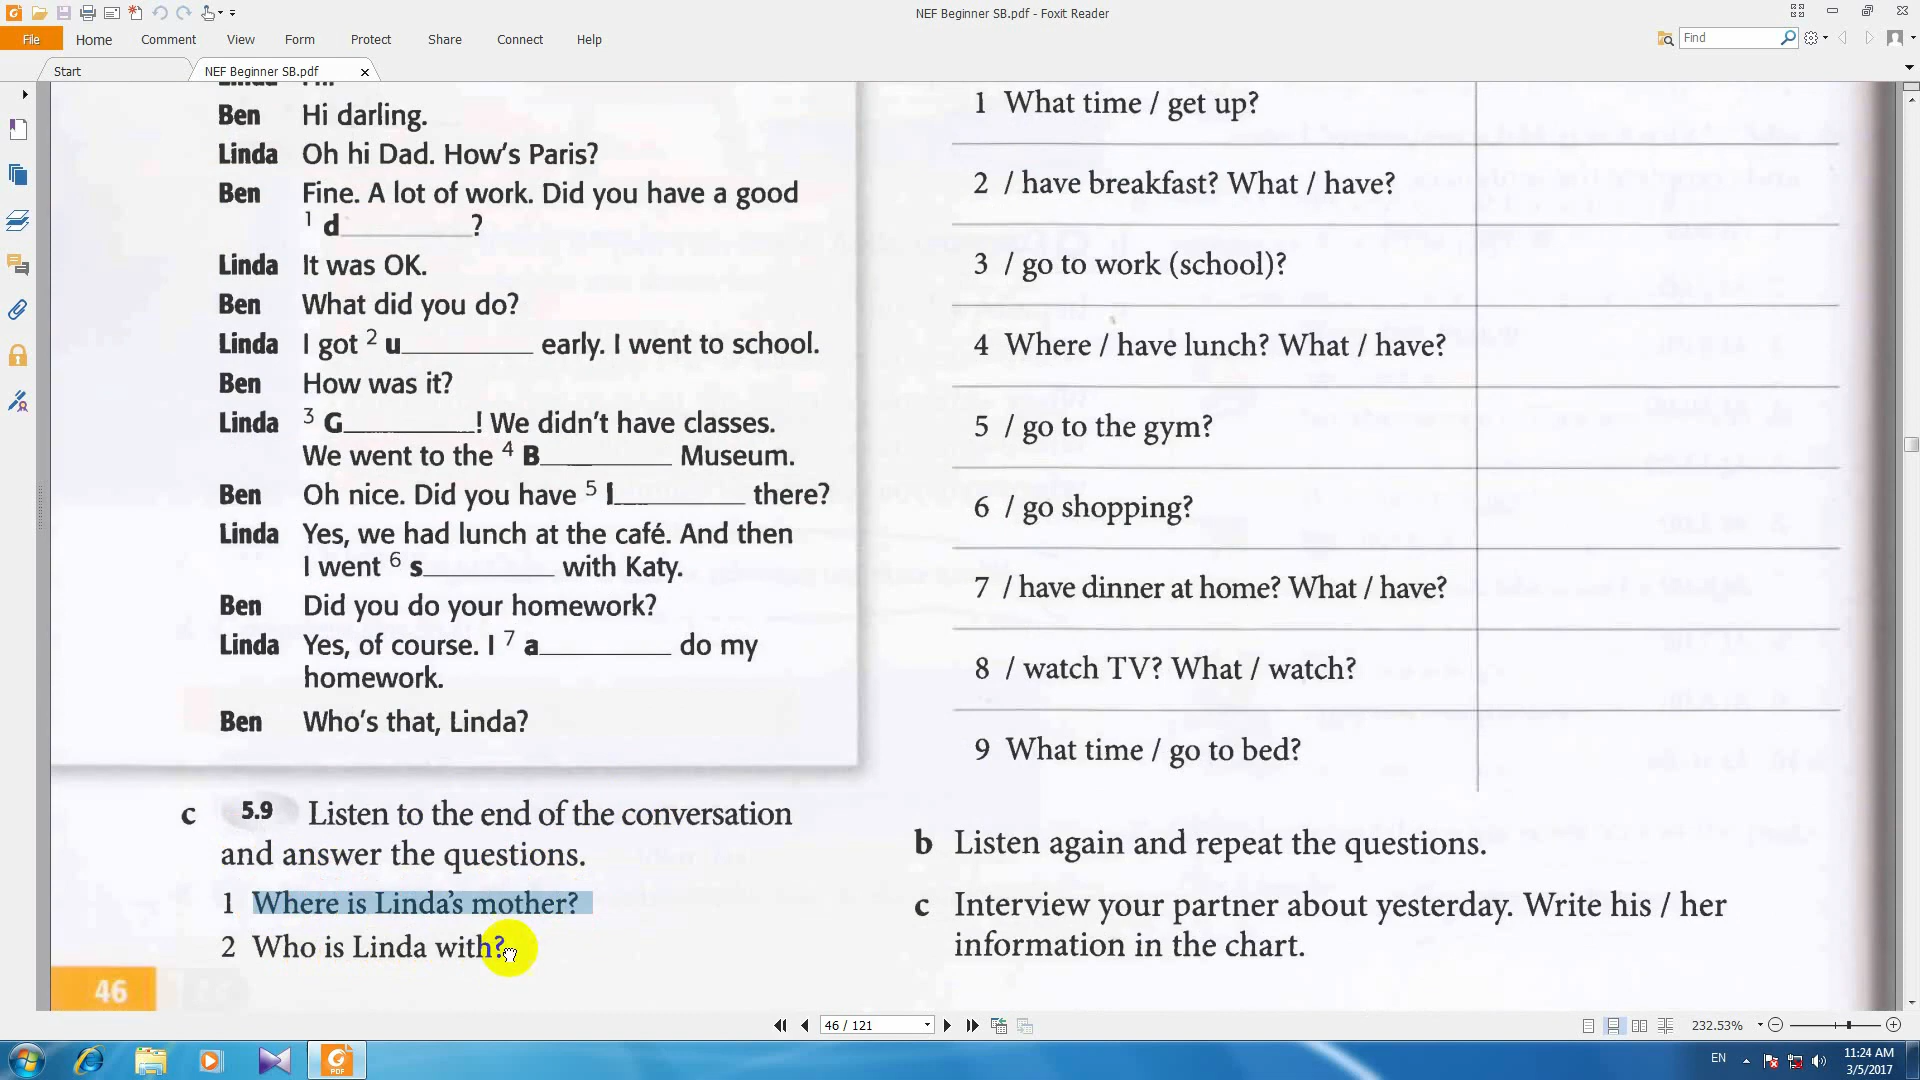 NEF Beginner SB.pdf - Foxit Reader
File Home Comment View Form Protect Share Connect Help
Find
Start
NEF Beginner SB.pdf
Ben Hi darling.
Linda Oh hi Dad. How's Paris?
Ben Fine. A lot of work. Did you have a good
1 d__________?
Linda It was OK.
Ben What did you do?
Linda I got 2 u__________ early. I went to school.
Ben How was it?
Linda 3 G__________! We didn't have classes.
We went to the 4 B__________ Museum.
Ben Oh nice. Did you have 5 l__________ there?
Linda Yes, we had lunch at the café. And then
I went 6 s__________ with Katy.
Ben Did you do your homework?
Linda Yes, of course. I 7 a__________ do my
homework.
Ben Who's that, Linda?
c 5.9 Listen to the end of the conversation
and answer the questions.
1 Where is Linda's mother?
2 Who is Linda with?
46
1 What time / get up?
2 / have breakfast? What / have?
3 / go to work (school)?
4 Where / have lunch? What / have?
5 / go to the gym?
6 / go shopping?
7 / have dinner at home? What / have?
8 / watch TV? What / watch?
9 What time / go to bed?
b Listen again and repeat the questions.
c Interview your partner about yesterday. Write his / her
information in the chart.
46 / 121
232.53%
EN
11:24 AM
3/5/2017